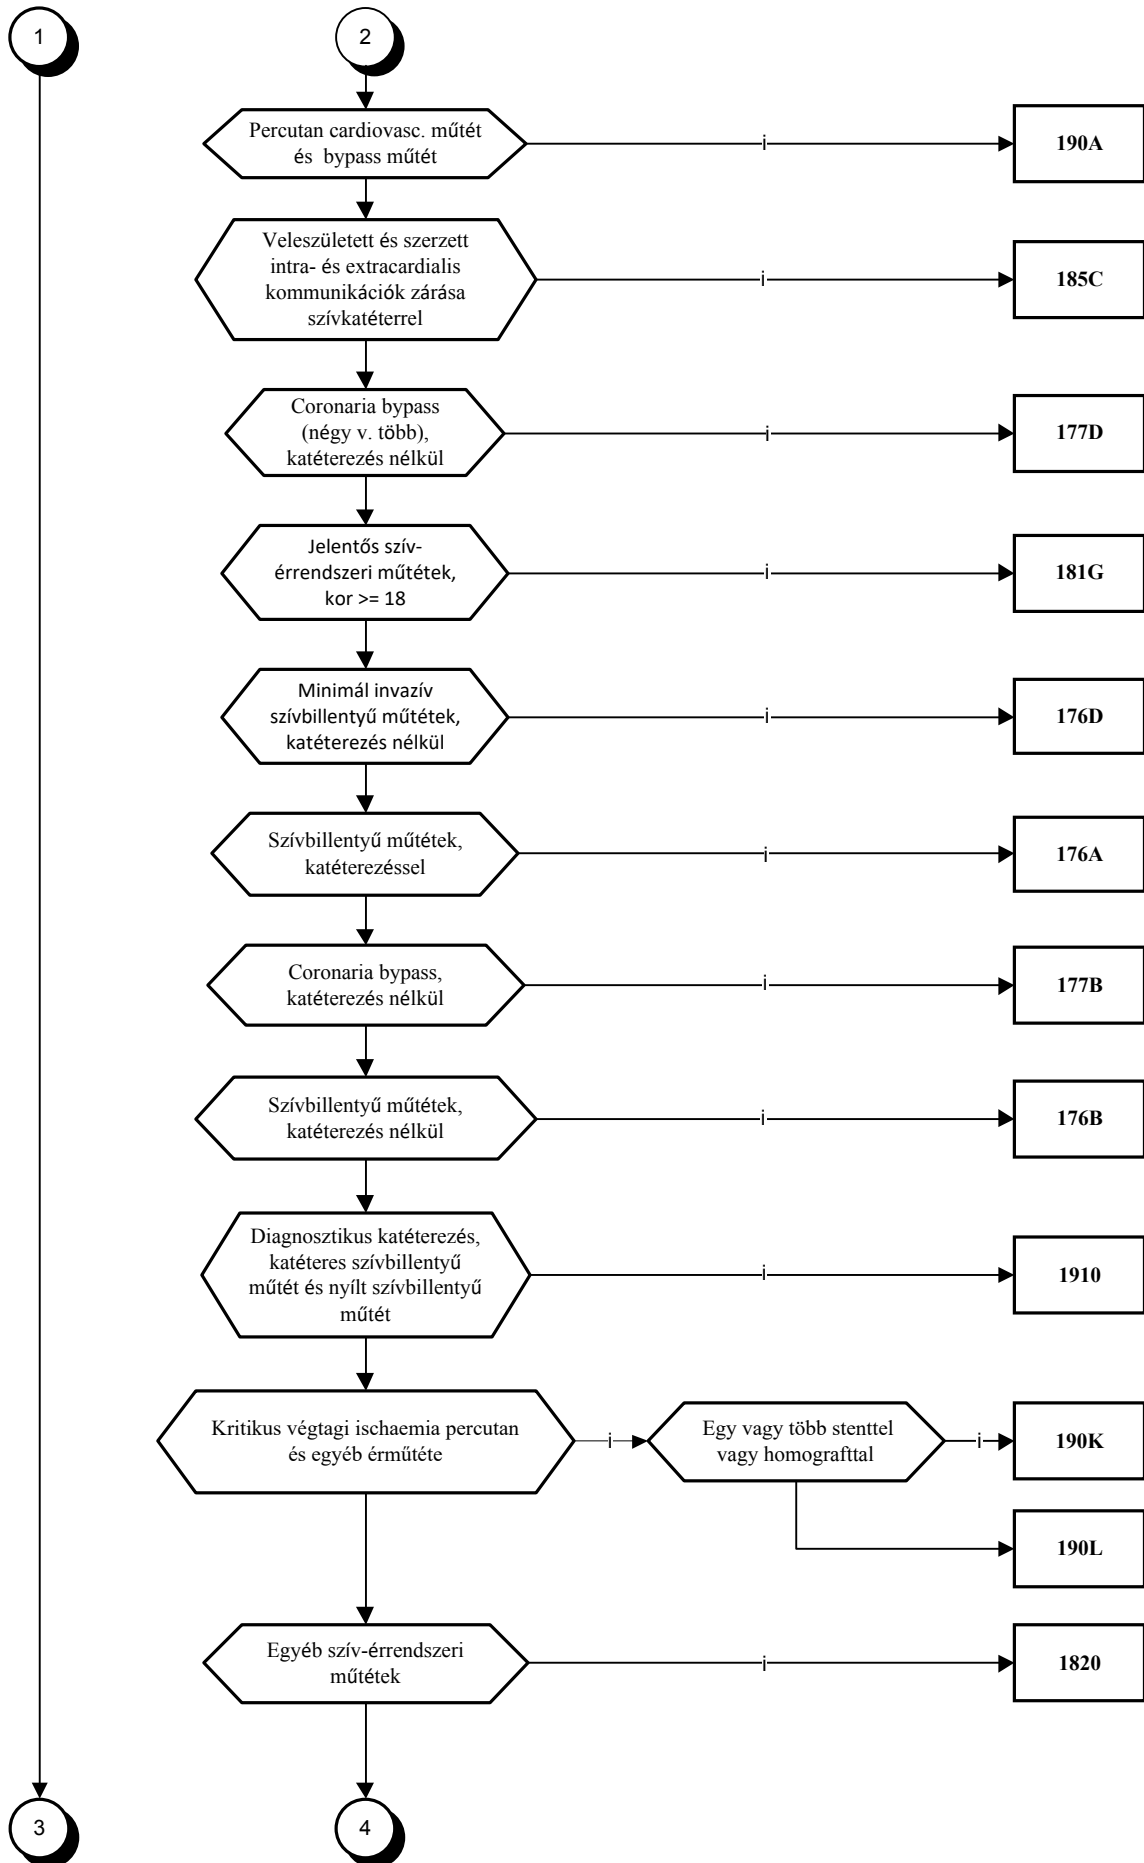 1
2
Percutan cardiovasc. műtét
és bypass műtét
i
190A
Veleszületett és szerzett
intra- és extracardialis
kommunikációk zárása
szívkatéterrel
i
185C
Coronaria bypass
(négy v. több),
katéterezés nélkül
i
177D
Jelentős szív-
érrendszeri műtétek,
kor >= 18
i
181G
Minimál invazív
szívbillentyű műtétek,
katéterezés nélkül
i
176D
Szívbillentyű műtétek,
katéterezéssel
i
176A
Coronaria bypass,
katéterezés nélkül
i
177B
Szívbillentyű műtétek,
katéterezés nélkül
i
176B
Diagnosztikus katéterezés,
katéteres szívbillentyű
műtét és nyílt szívbillentyű
műtét
i
1910
Kritikus végtagi ischaemia percutan
és egyéb érműtéte
i
Egy vagy több stenttel
vagy homografttal
i
190K
190L
Egyéb szív-érrendszeri
műtétek
i
1820
3
4